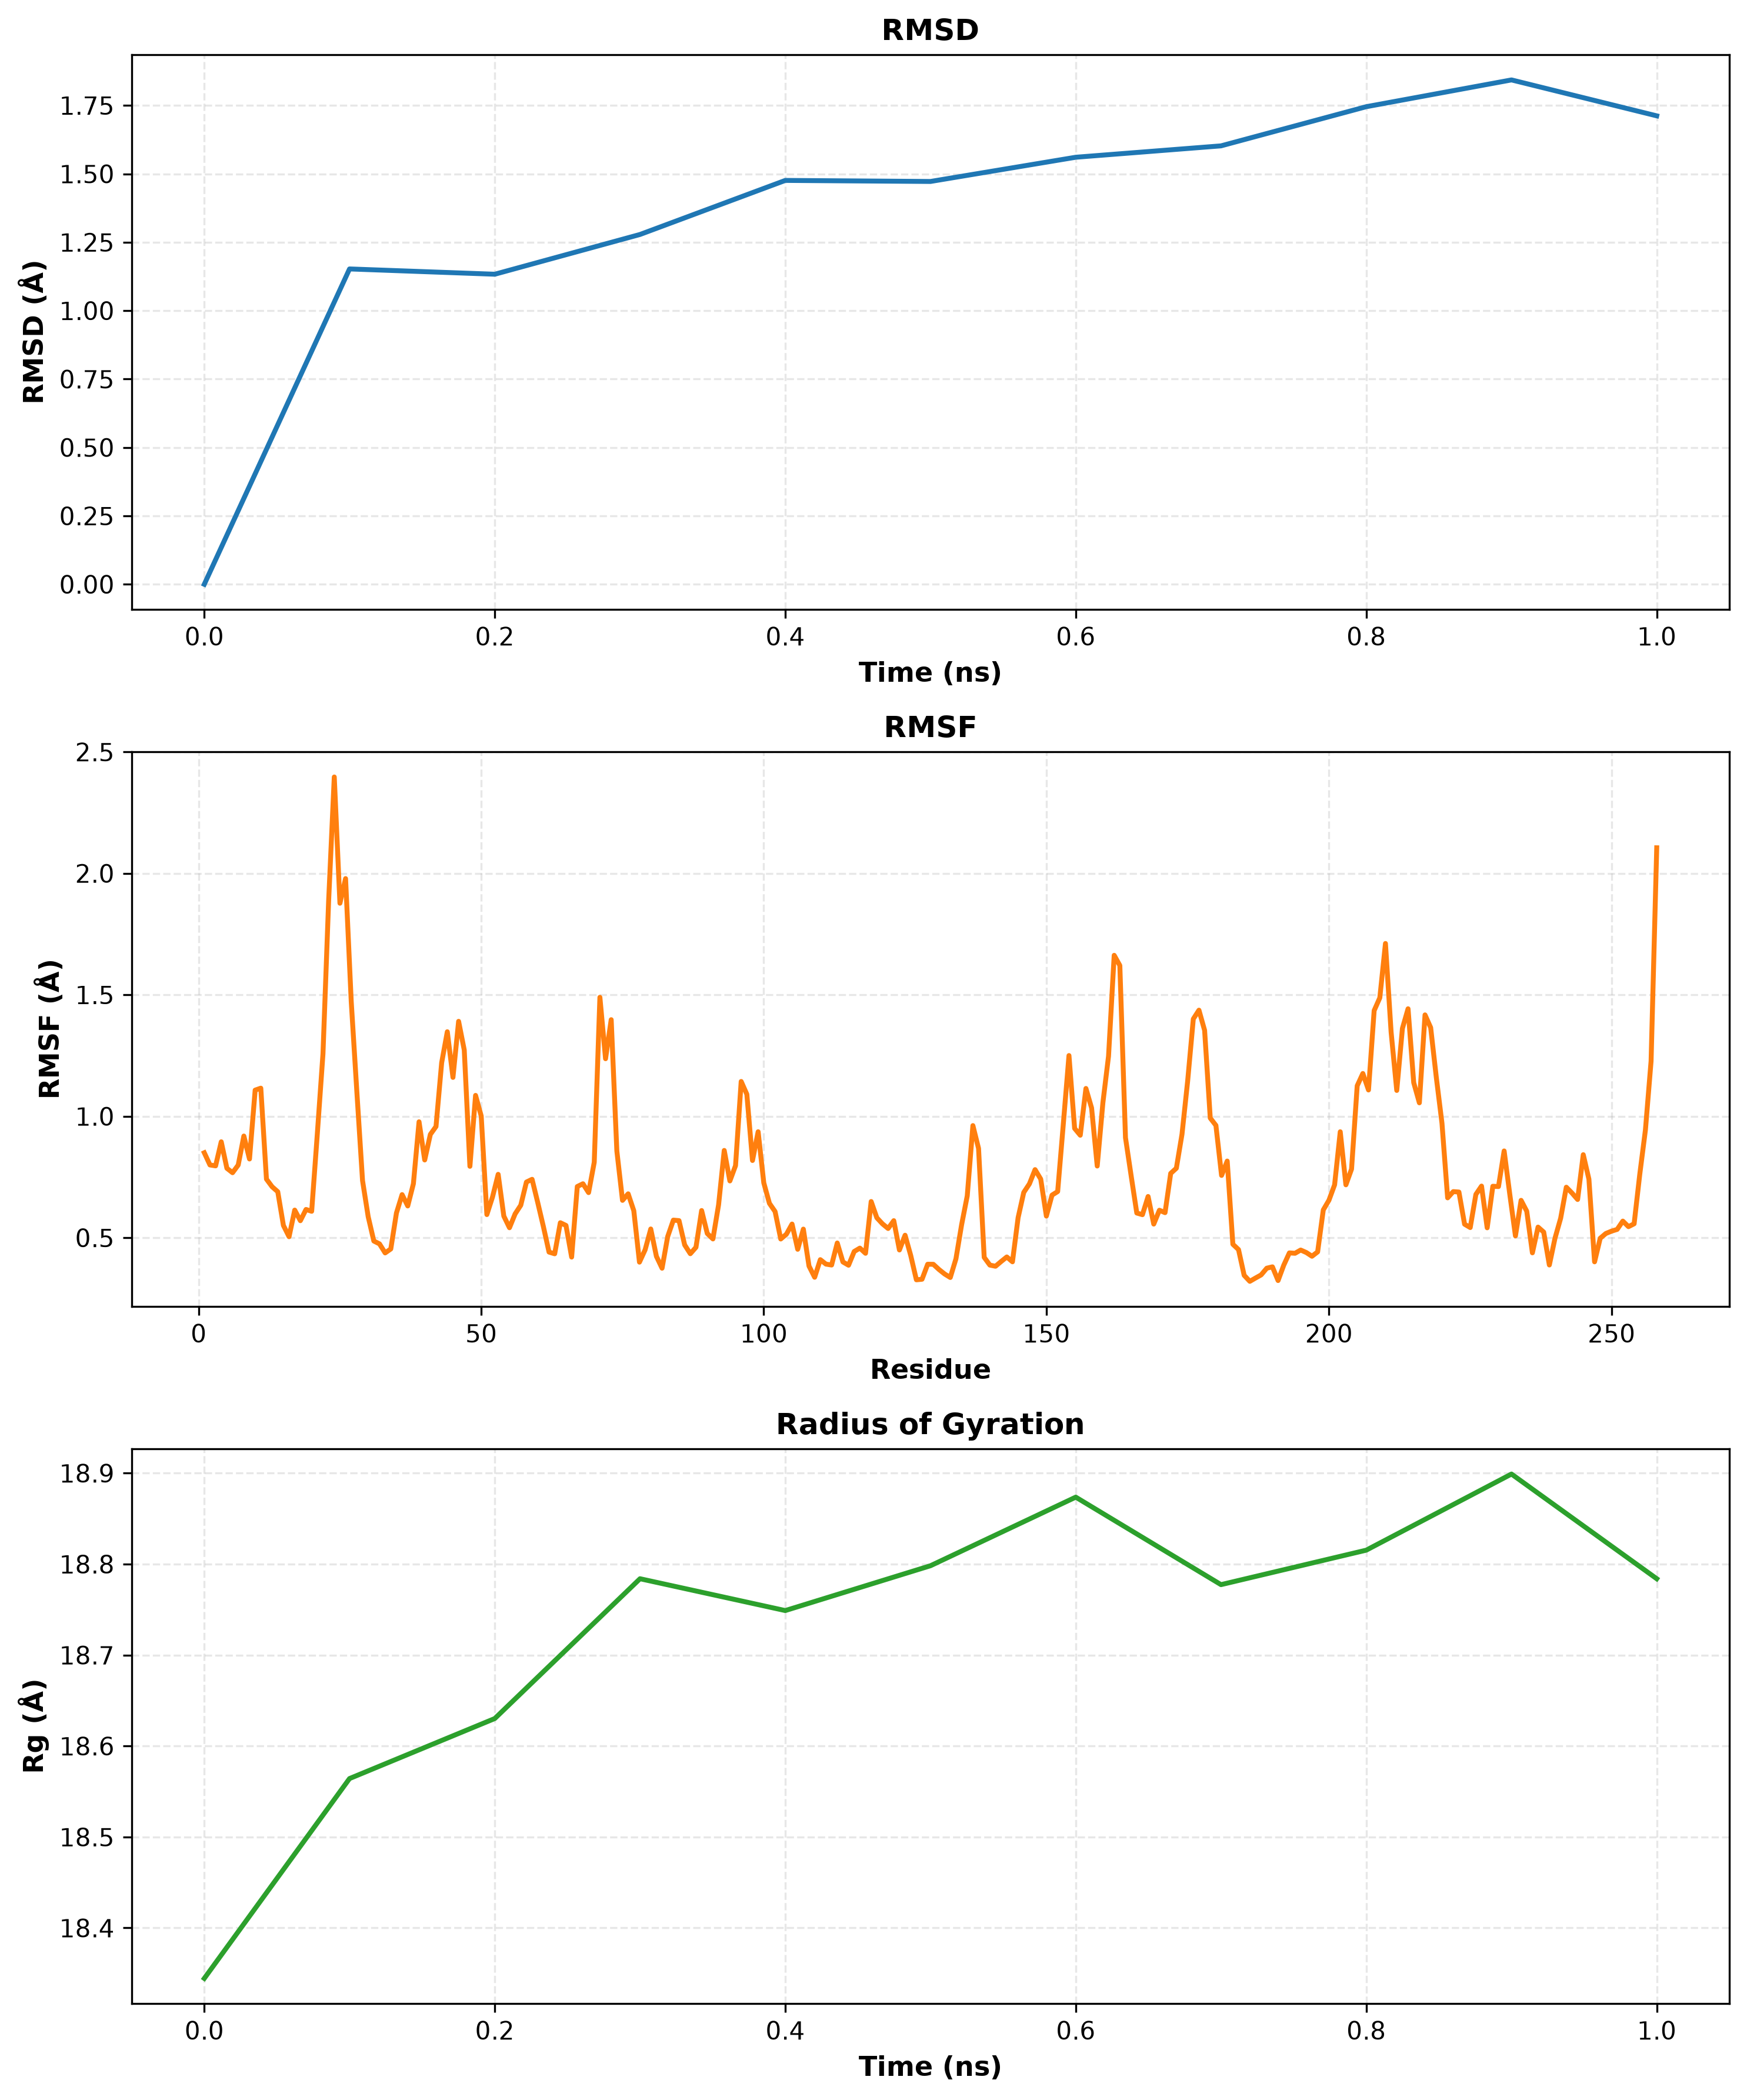 RMSD
RMSD (Å)
1.75
1.50
1.25
1.00
0.75
0.50
0.25
0.00
0.0 0.2 0.4 0.6 0.8 1.0
Time (ns)
RMSF
RMSF (Å)
2.5
2.0
1.5
1.0
0.5
0 50 100 150 200 250
Residue
Radius of Gyration
Rg (Å)
18.9
18.8
18.7
18.6
18.5
18.4
0.0 0.2 0.4 0.6 0.8 1.0
Time (ns)